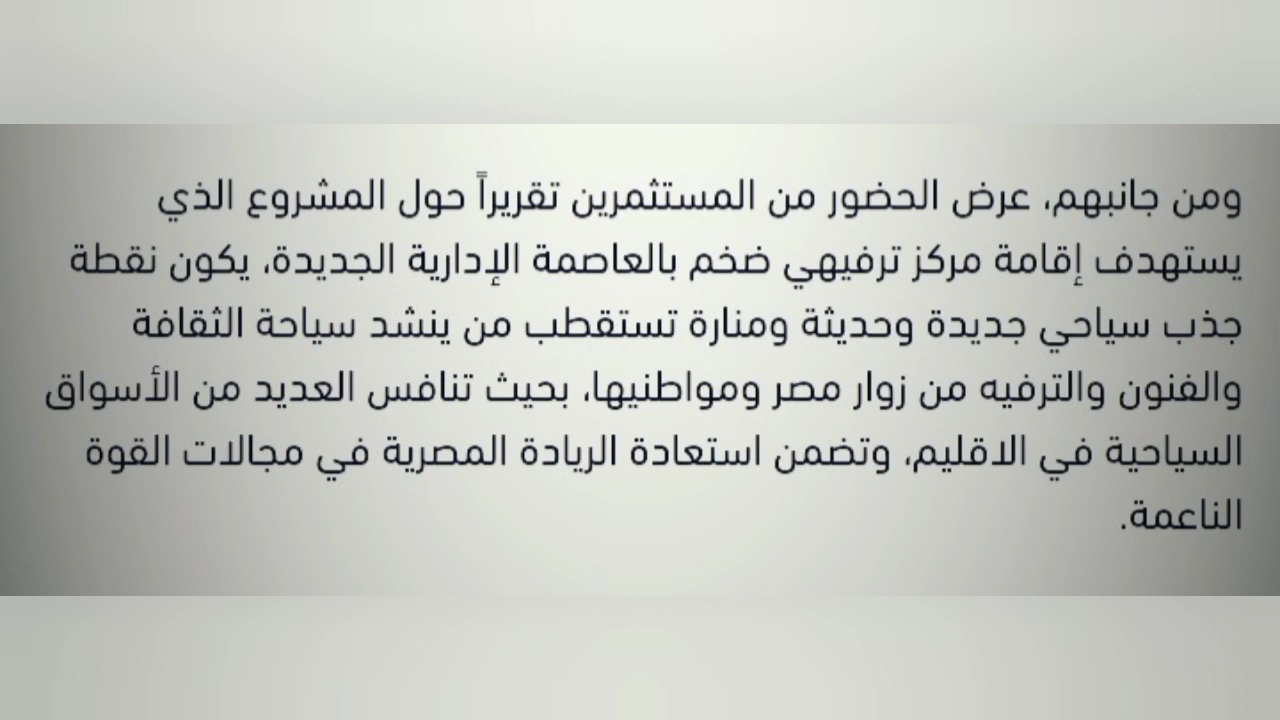 ومن جانبهم، عرض الحضور من المستثمرين تقريراً حول المشروع الذي
يستهدف إقامة مركز ترفيهي ضخم بالعاصمة الإدارية الجديدة، يكون نقطة
جذب سياحي جديدة وحديثة ومنارة تستقطب من ينشد سياحة الثقافة
والفنون والترفيه من زوار مصر ومواطنيها، بحيث تنافس العديد من الأسواق
السياحية في الاقليم، وتضمن استعادة الريادة المصرية في مجالات القوة
الناعمة.